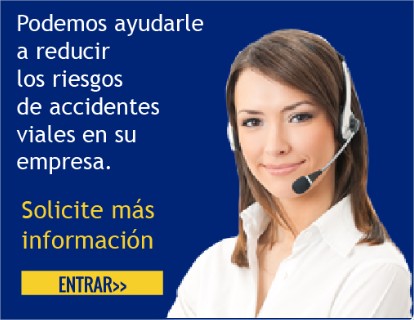 Podemos ayudarle
a reducir
los riesgos
de accidentes
viales en su
empresa.
Solicite más
información
ENTRAR>>